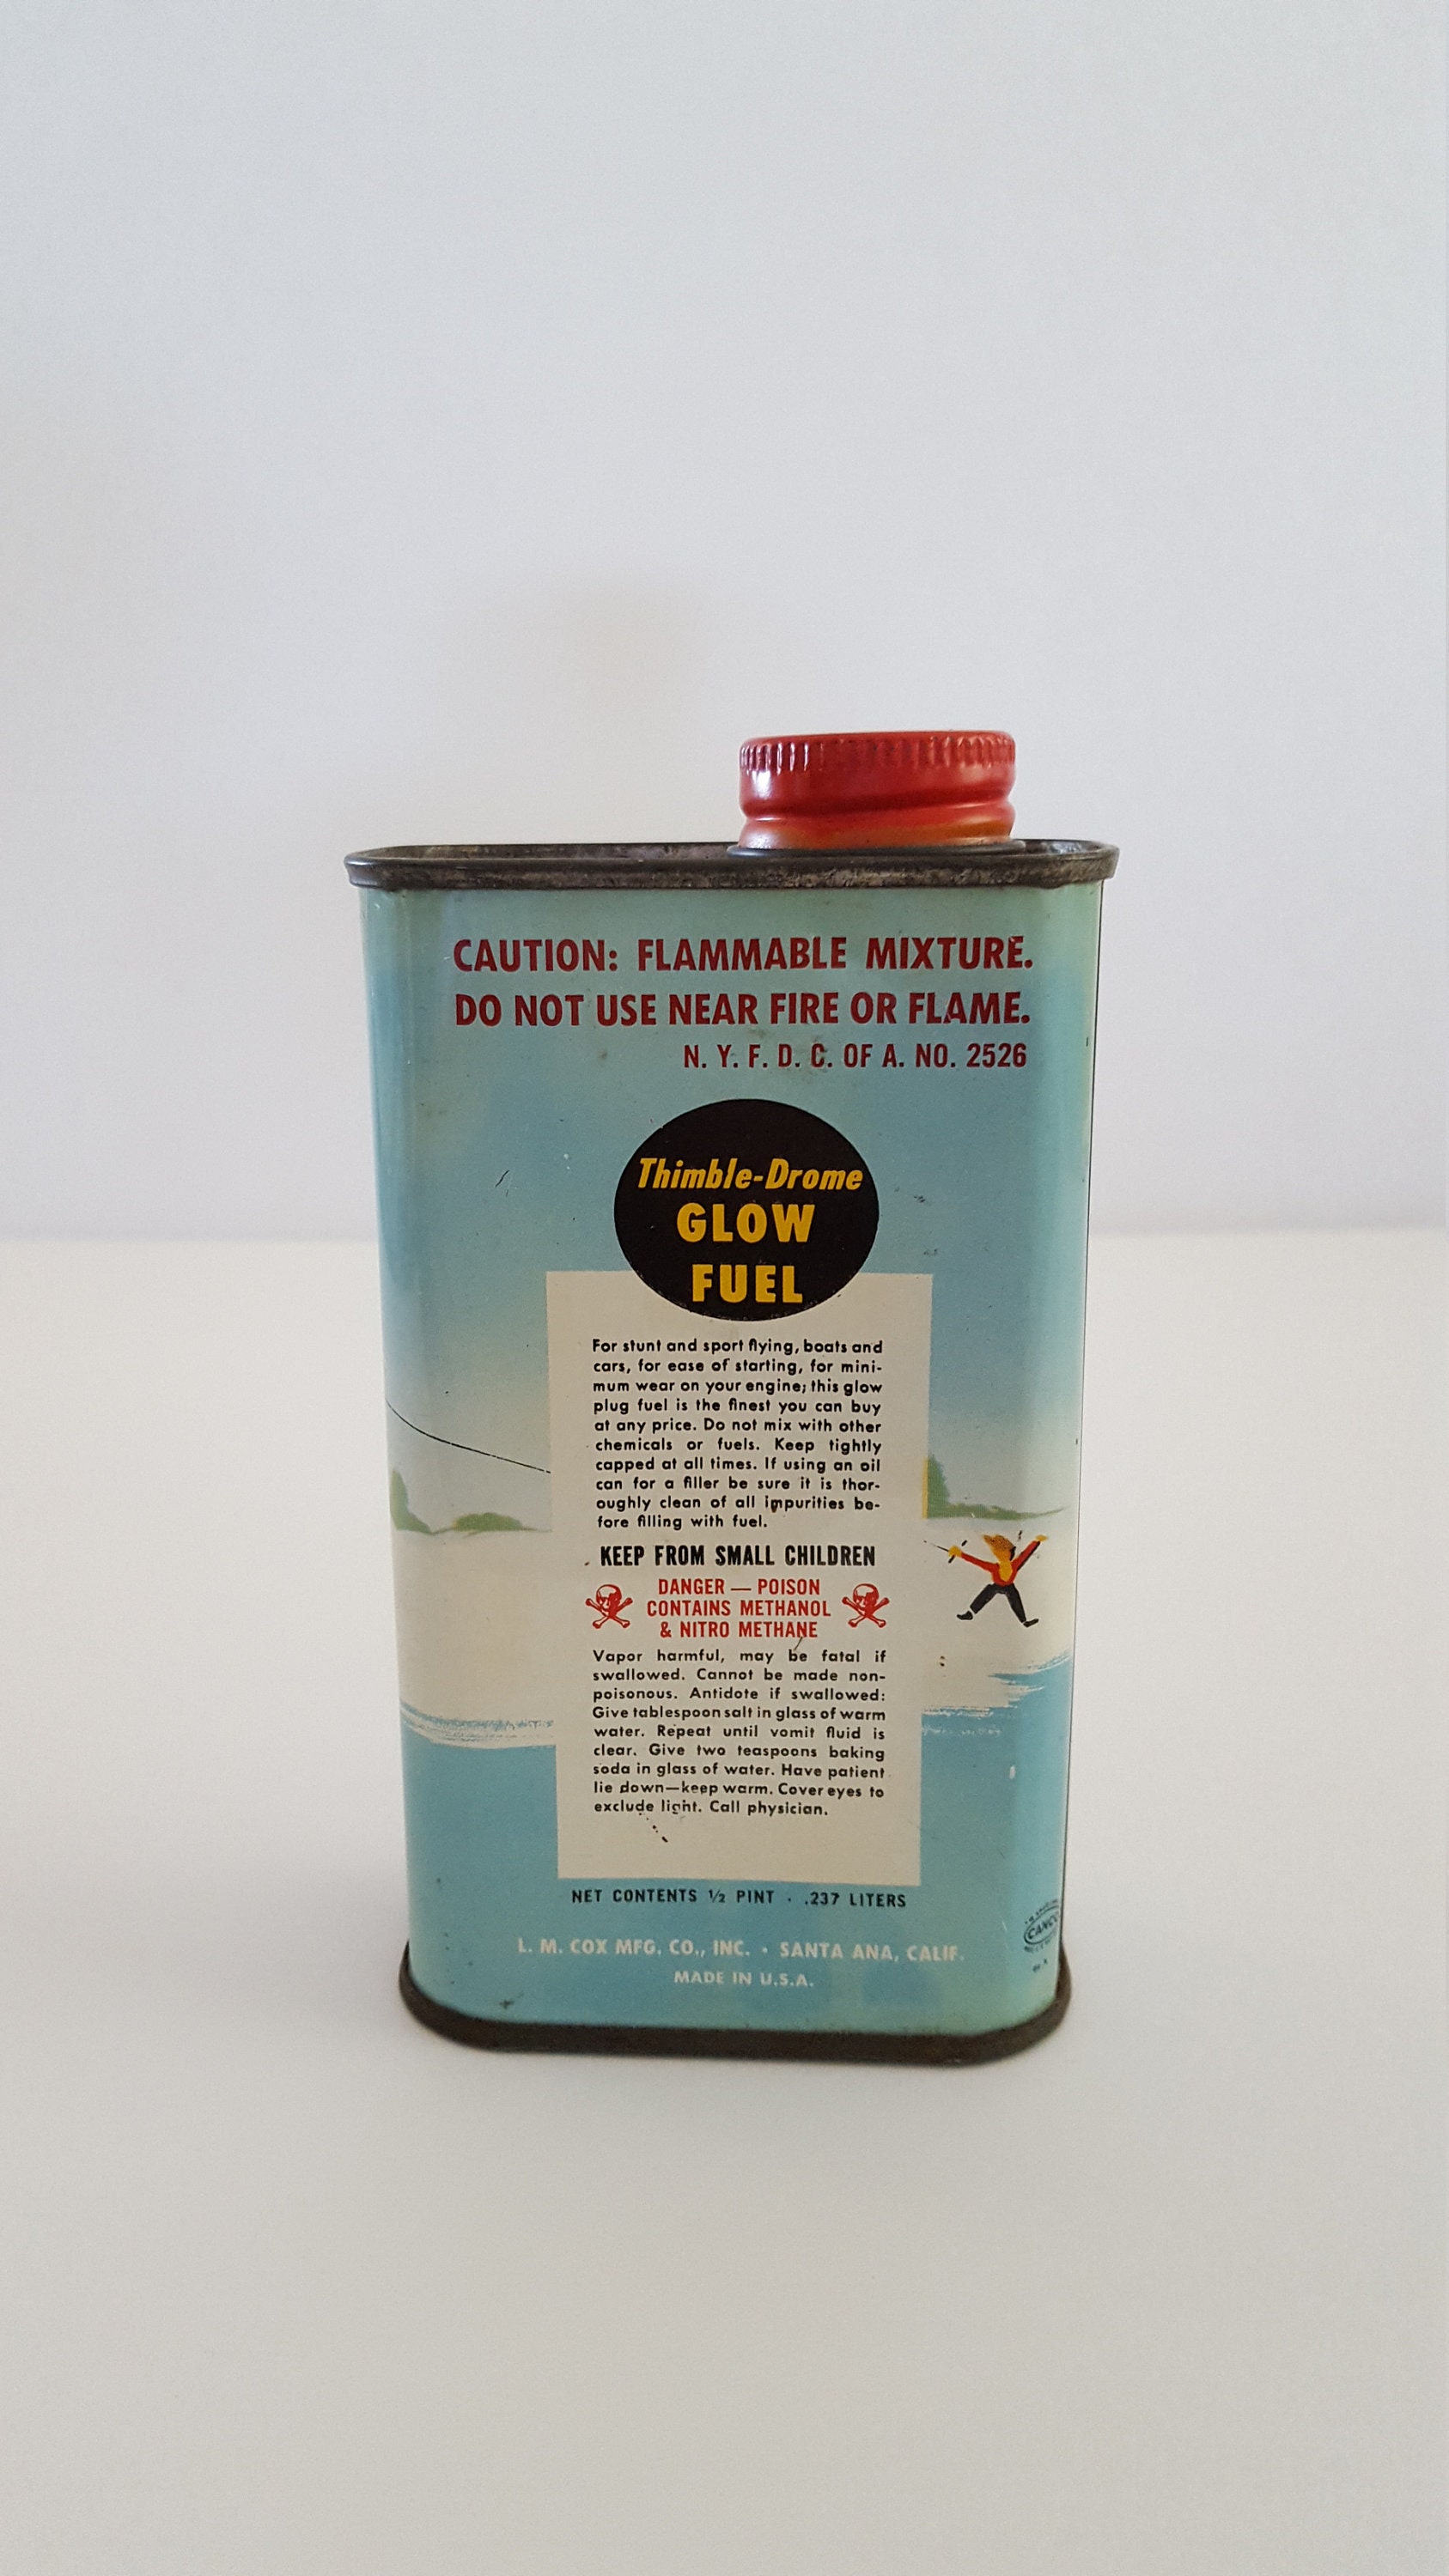 CAUTION: FLAMMABLE MIXTURE.
DO NOT USE NEAR FIRE OR FLAME.
N. Y. F. D. C. OF A. NO. 2526
Thimble-Drome
GLOW
FUEL
For stunt and sport flying, boats and
cars, for ease of starting, for mini-
mum wear on your engine; this glow
plug fuel is the finest you can buy
at any price. Do not mix with other
chemicals or fuels. Keep tightly
capped at all times. If using an oil
can for a filler be sure it is thor-
oughly clean of all impurities be-
fore filling with fuel.
KEEP FROM SMALL CHILDREN
DANGER — POISON
CONTAINS METHANOL
& NITRO METHANE
Vapor harmful, may be fatal if
swallowed. Cannot be made non-
poisonous. Antidote if swallowed:
Give tablespoon salt in glass of warm
water. Repeat until vomit fluid is
clear. Give two teaspoons baking
soda in glass of water. Have patient
lie down—keep warm. Cover eyes to
exclude light. Call physician.
NET CONTENTS ½ PINT · .237 LITERS
L. M. COX MFG. CO., INC. • SANTA ANA, CALIF.
MADE IN U.S.A.
CANCO